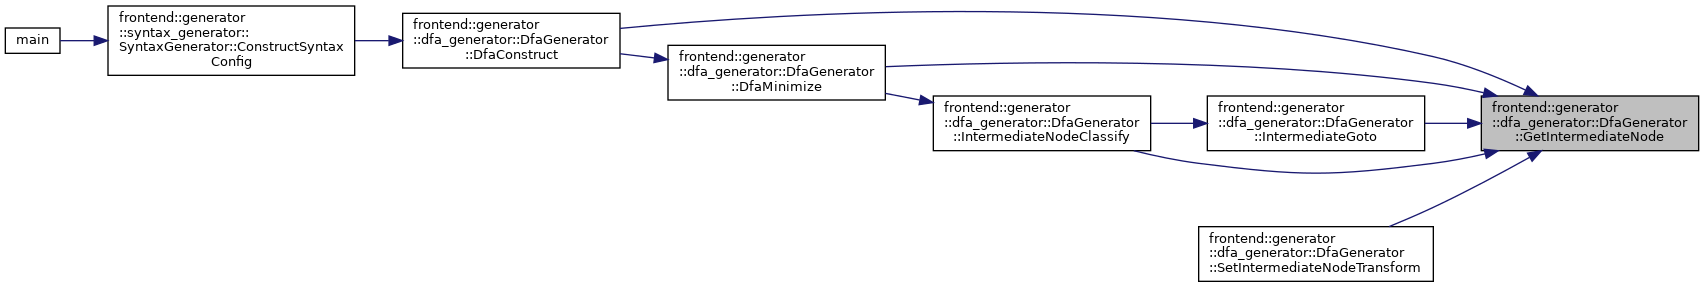 main
frontend::generator
::syntax_generator::
SyntaxGenerator::ConstructSyntax
Config
frontend::generator
::dfa_generator::DfaGenerator
::DfaConstruct
frontend::generator
::dfa_generator::DfaGenerator
::DfaMinimize
frontend::generator
::dfa_generator::DfaGenerator
::IntermediateNodeClassify
frontend::generator
::dfa_generator::DfaGenerator
::IntermediateGoto
frontend::generator
::dfa_generator::DfaGenerator
::GetIntermediateNode
frontend::generator
::dfa_generator::DfaGenerator
::SetIntermediateNodeTransform